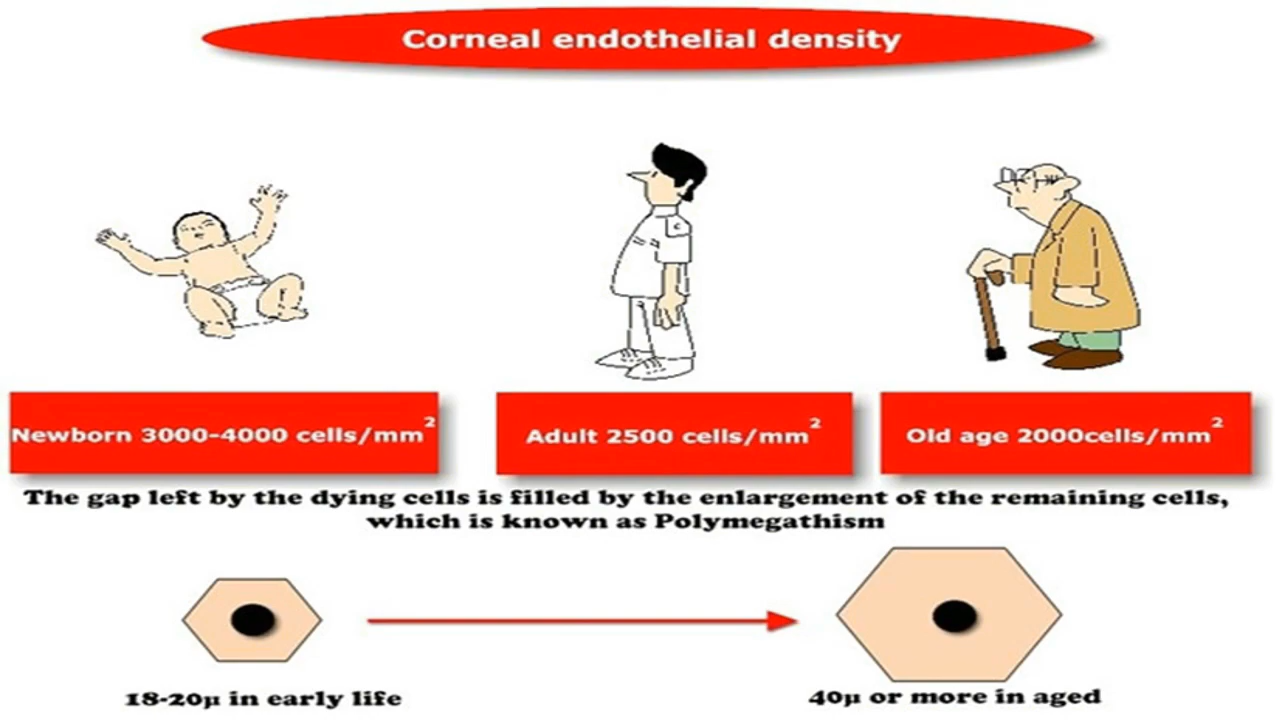 Corneal endothelial density
Newborn 3000-4000 cells/mm²
Adult 2500 cells/mm²
Old age 2000cells/mm²
The gap left by the dying cells is filled by the enlargement of the remaining cells,
which is known as Polymegathism
18-20µ in early life
40µ or more in aged